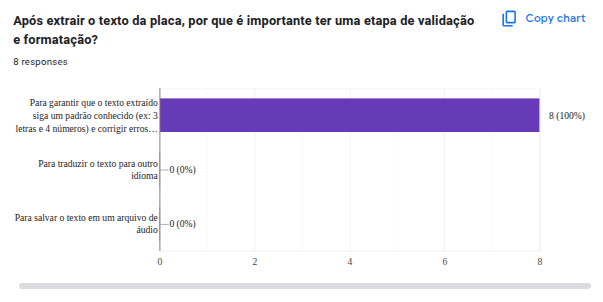 Após extrair o texto da placa, por que é importante ter uma etapa de validação
e formatação?
Copy chart
8 responses
Para garantir que o texto extraído
siga um padrão conhecido (ex: 3
letras e 4 números) e corrigir erros…
8 (100%)
Para traduzir o texto para outro
idioma
0 (0%)
Para salvar o texto em um arquivo de
áudio
0 (0%)
0
2
4
6
8